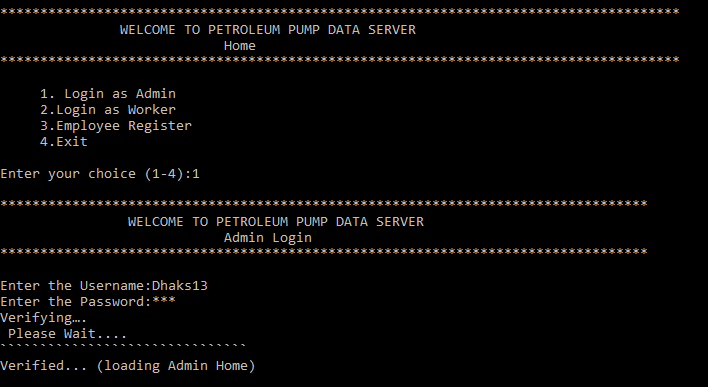 *************************************************************************************
WELCOME TO PETROLEUM PUMP DATA SERVER
Home
*************************************************************************************
1. Login as Admin
2.Login as Worker
3.Employee Register
4.Exit
Enter your choice (1-4):1
*********************************************************************************
WELCOME TO PETROLEUM PUMP DATA SERVER
Admin Login
*********************************************************************************
Enter the Username:Dhaks13
Enter the Password:***
Verifying….
Please Wait....
```````````````````````````````
Verified... (loading Admin Home)